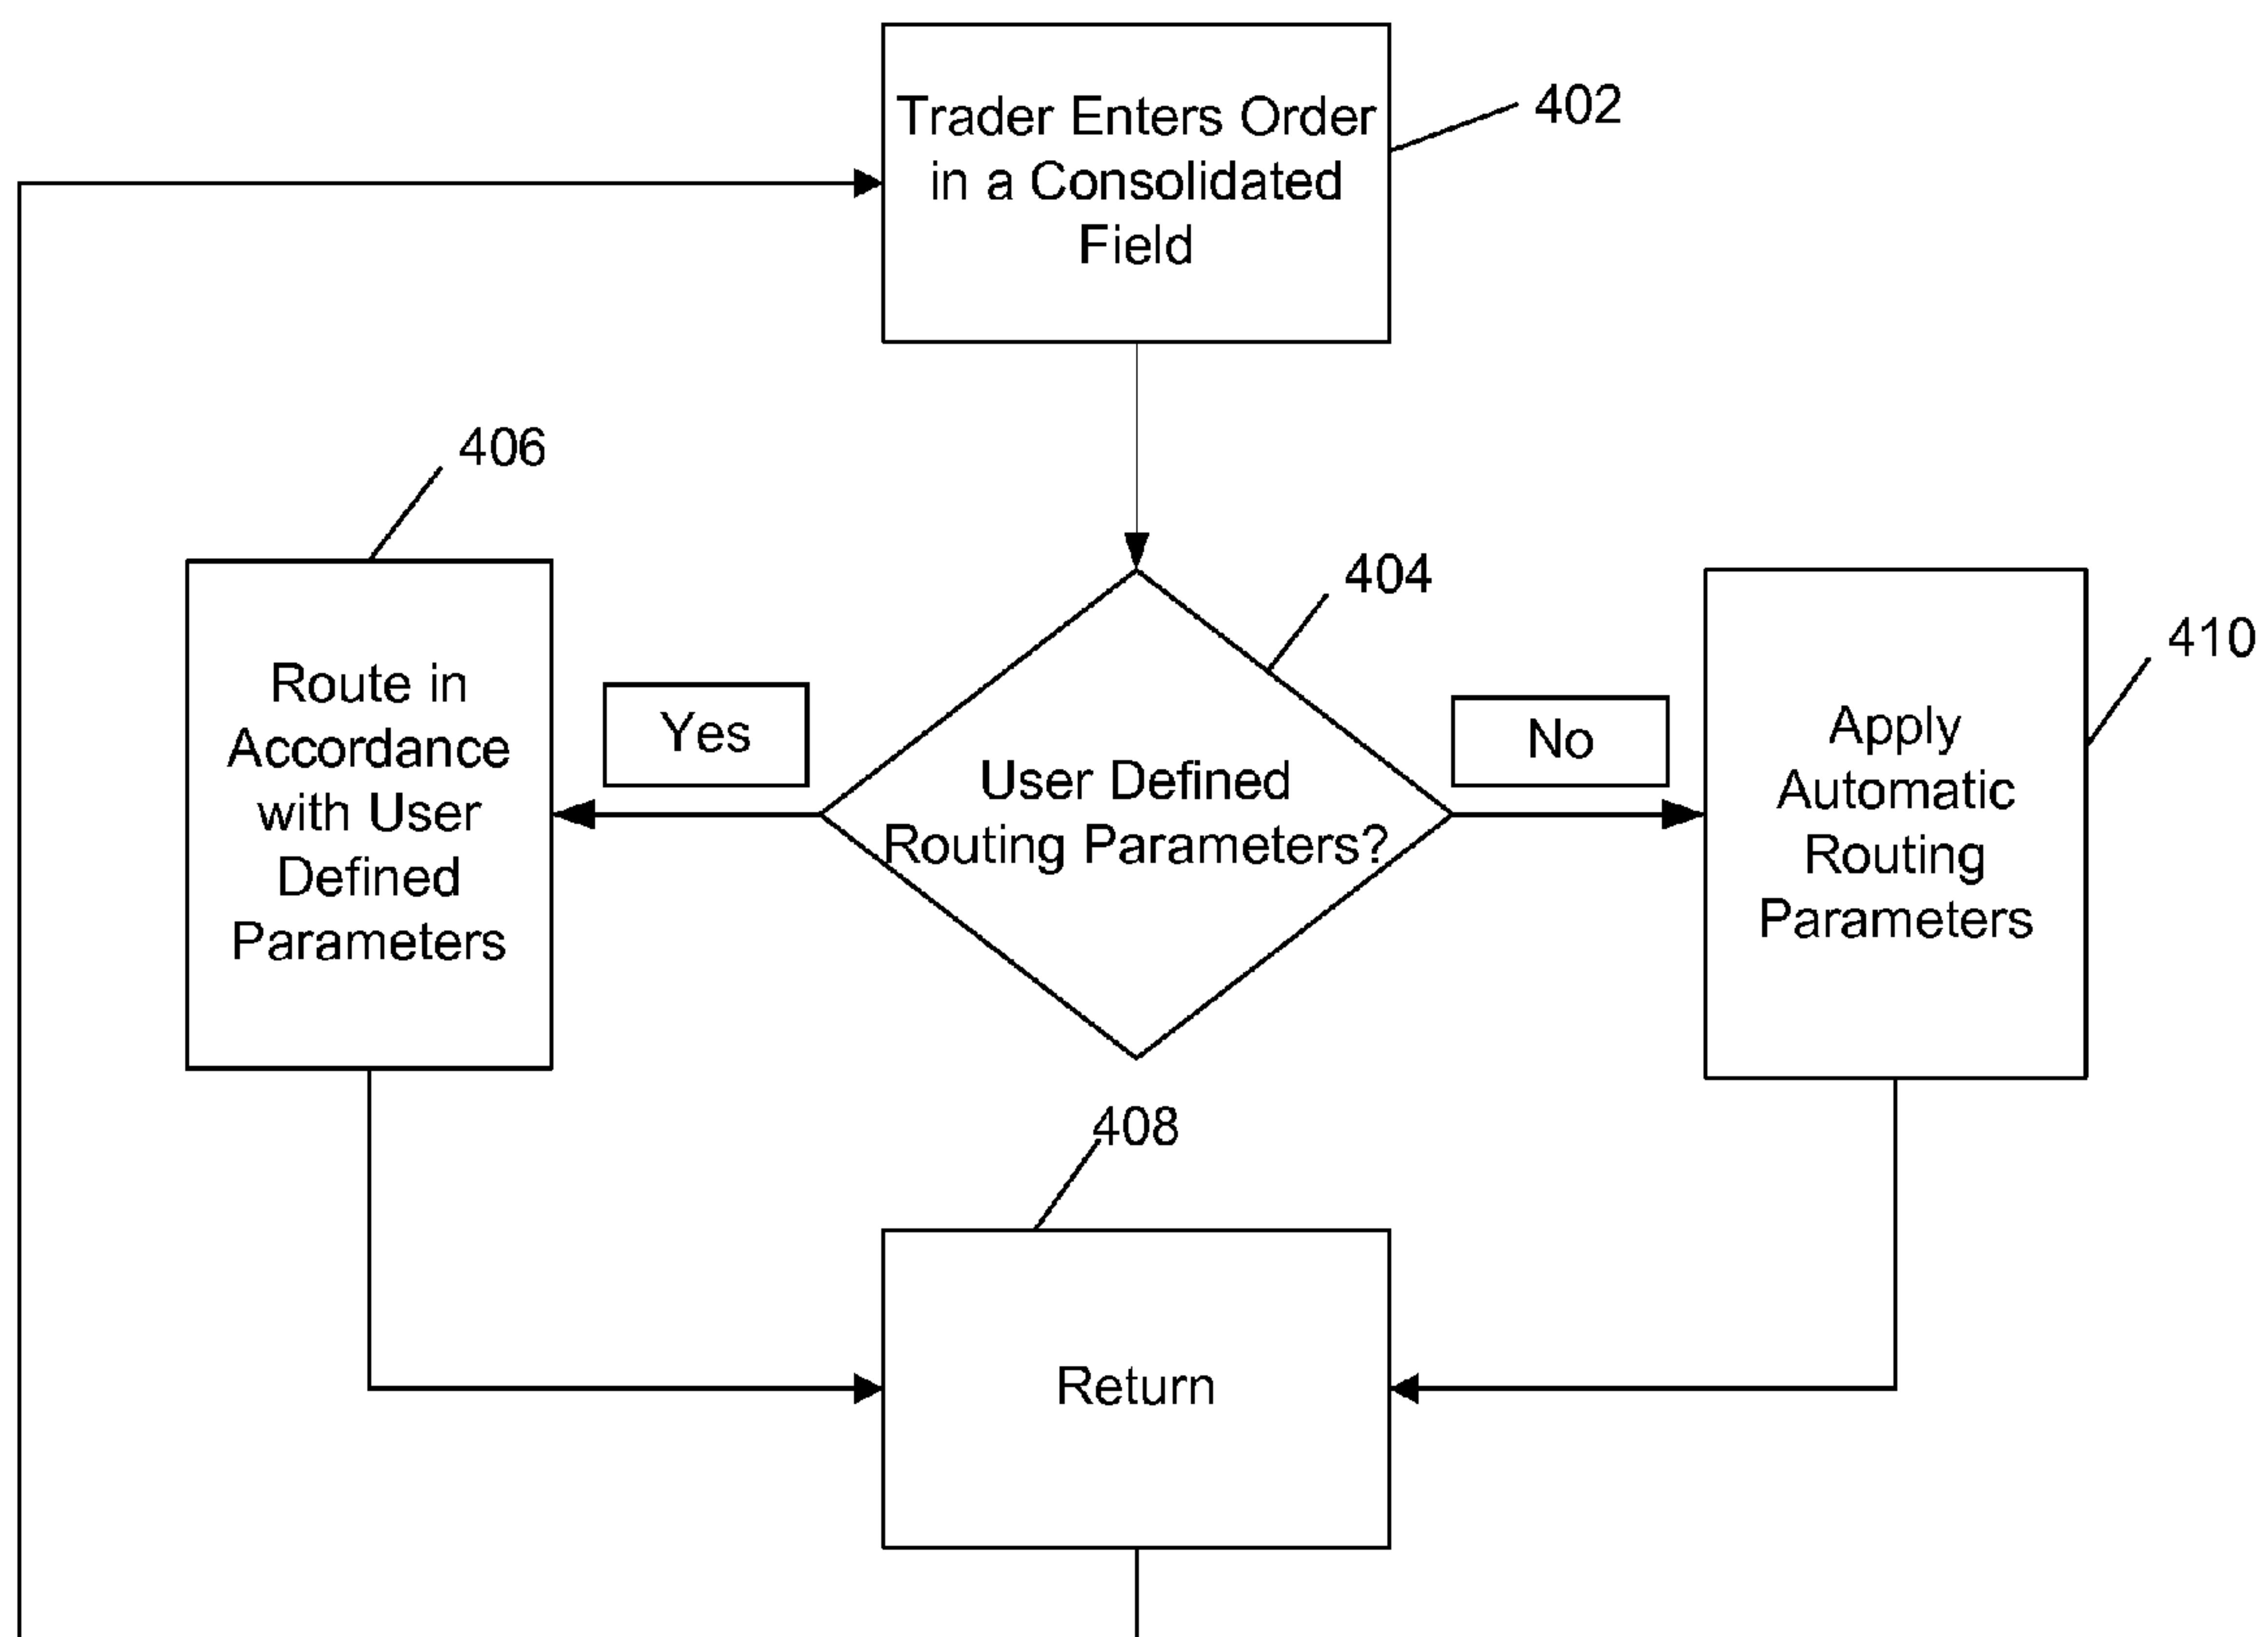 Trader Enters Order
in a Consolidated
Field
402
406
404
410
Route in
Accordance
with User
Defined
Parameters
Yes
User Defined
Routing Parameters?
No
Apply
Automatic
Routing
Parameters
408
Return